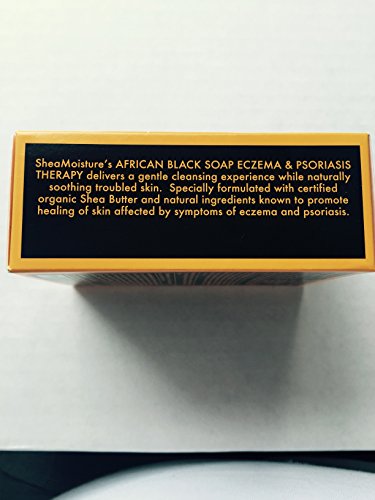 SheaMoisture's AFRICAN BLACK SOAP ECZEMA & PSORIASIS
THERAPY delivers a gentle cleansing experience while naturally
soothing troubled skin. Specially formulated with certified
organic Shea Butter and natural ingredients known to promote
healing of skin affected by symptoms of eczema and psoriasis.